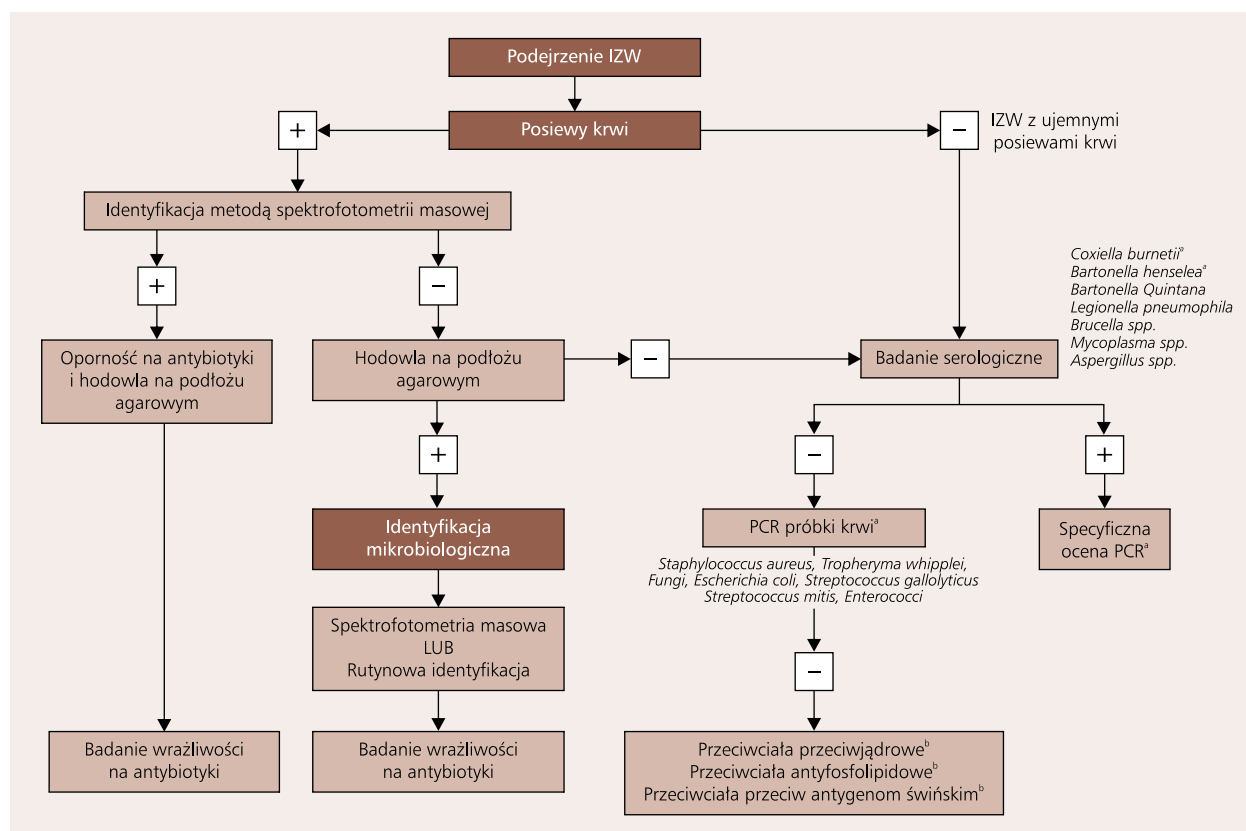 Podejrzenie IZW
Posiewy krwi
+
−
IZW z ujemnymi
posiewami krwi
Identyfikacja metodą spektrofotometrii masowej
+
−
Coxiella burnetiiᵃ
Bartonella henseleaᵃ
Bartonella Quintana
Legionella pneumophila
Brucella spp.
Mycoplasma spp.
Aspergillus spp.
Oporność na antybiotyki
i hodowla na podłożu
agarowym
Hodowla na podłożu
agarowym
−
Badanie serologiczne
+
−
+
Identyfikacja
mikrobiologiczna
PCR próbki krwiᵃ
Specyficzna
ocena PCRᵃ
Staphylococcus aureus, Tropheryma whipplei,
Fungi, Escherichia coli, Streptococcus gallolyticus
Streptococcus mitis, Enterococci
Spektrofotometria masowa
LUB
Rutynowa identyfikacja
−
Badanie wrażliwości
na antybiotyki
Badanie wrażliwości
na antybiotyki
Przeciwciała przeciwjądroweᵇ
Przeciwciała antyfosfolipidoweᵇ
Przeciwciała przeciw antygenom świńskimᵇ